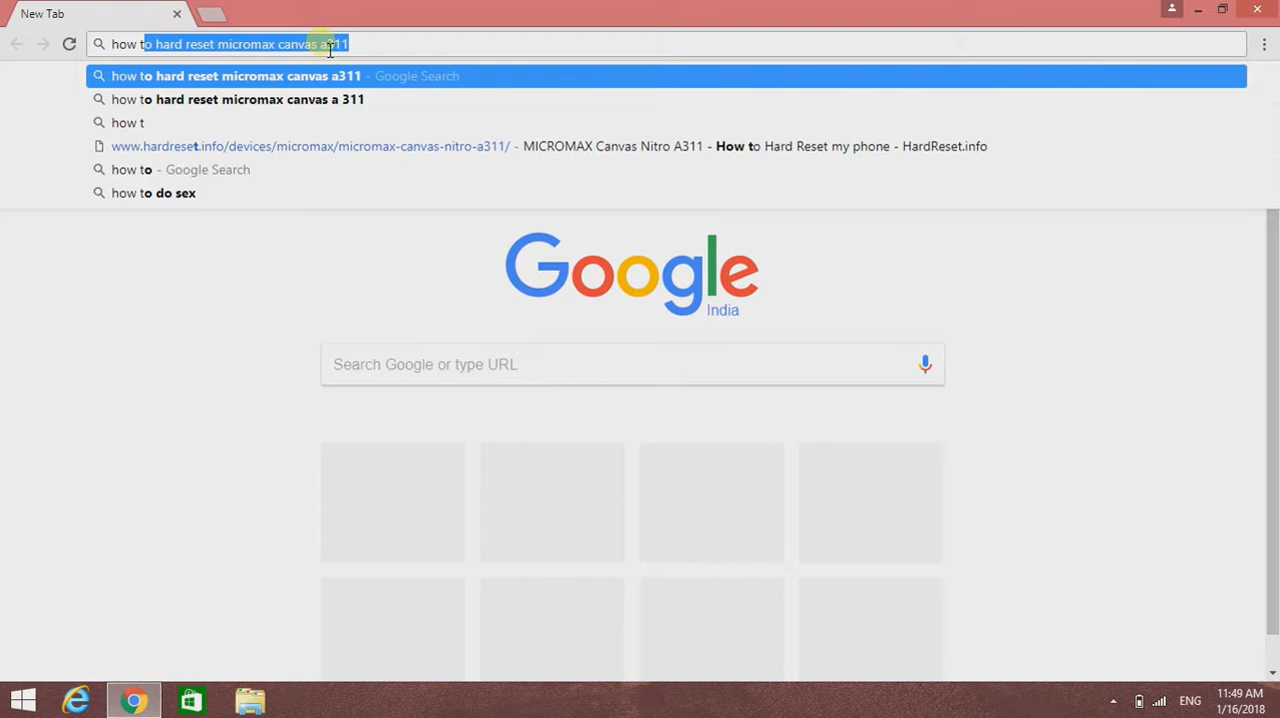 New Tab
how to hard reset micromax canvas a311
how to hard reset micromax canvas a311 - Google Search
how to hard reset micromax canvas a 311
how t
www.hardreset.info/devices/micromax/micromax-canvas-nitro-a311/ - MICROMAX Canvas Nitro A311 - How to Hard Reset my phone - HardReset.info
how to - Google Search
how to do sex
Google
India
Search Google or type URL
ENG
11:49 AM
1/16/2018